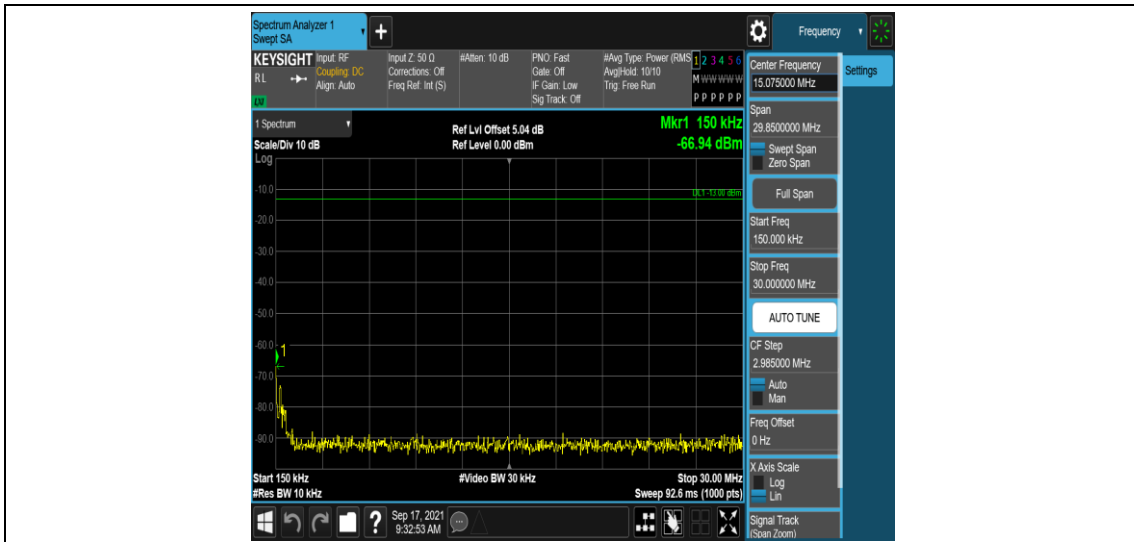 Spectrum Analyzer 1
Swept SA
+
Frequency
KEYSIGHT
RL
LXI
Input: RF
Coupling: DC
Align: Auto
Input Z: 50 Ω
Corrections: Off
Freq Ref: Int (S)
#Atten: 10 dB
PNO: Fast
Gate: Off
IF Gain: Low
Sig Track: Off
#Avg Type: Power (RMS
Avg|Hold: 10/10
Trig: Free Run
1 2 3 4 5 6
M W W W W W
P P P P P P
1 Spectrum
Scale/Div 10 dB
Ref Lvl Offset 5.04 dB
Ref Level 0.00 dBm
Mkr1 150 kHz
-66.94 dBm
Log
DL1 -13.00 dBm
-10.0
-20.0
-30.0
-40.0
-50.0
-60.0
1
-70.0
-80.0
-90.0
Start 150 kHz
#Video BW 30 kHz
Stop 30.00 MHz
#Res BW 10 kHz
Sweep 92.6 ms (1000 pts)
?
Sep 17, 2021
9:32:53 AM
Center Frequency
15.075000 MHz
Settings
Span
29.8500000 MHz
Swept Span
Zero Span
Full Span
Start Freq
150.000 kHz
Stop Freq
30.000000 MHz
AUTO TUNE
CF Step
2.985000 MHz
Auto
Man
Freq Offset
0 Hz
X Axis Scale
Log
Lin
Signal Track
(Span Zoom)